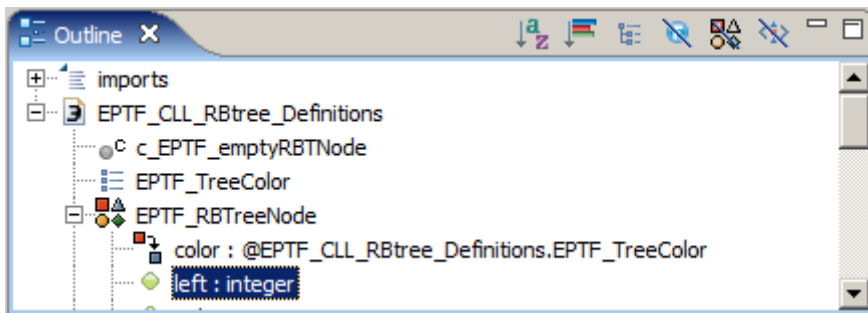 Outline
imports
EPTF_CLL_RBtree_Definitions
c_EPTF_emptyRBTNode
EPTF_TreeColor
EPTF_RBTreeNode
color : @EPTF_CLL_RBtree_Definitions.EPTF_TreeColor
left : integer